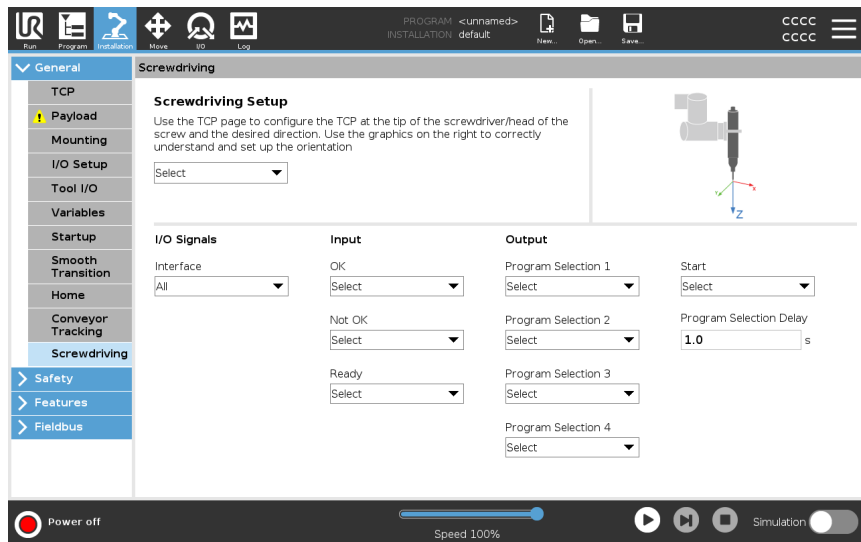 PROGRAM <unnamed>
INSTALLATION default
Run
Program
Installation
Move
I/O
Log
New...
Open...
Save...
CCCC
CCCC
General
Screwdriving
TCP
Payload
Mounting
I/O Setup
Tool I/O
Variables
Startup
Smooth
Transition
Home
Conveyor
Tracking
Screwdriving
Safety
Features
Fieldbus
Screwdriving Setup
Use the TCP page to configure the TCP at the tip of the screwdriver/head of the
screw and the desired direction. Use the graphics on the right to correctly
understand and set up the orientation
Select
Y
X
Z
I/O Signals
Input
Output
Interface
OK
Program Selection 1
Start
All
Select
Select
Select
Not OK
Program Selection 2
Program Selection Delay
Select
Select
1.0 s
Ready
Program Selection 3
Select
Select
Program Selection 4
Select
Power off
Speed 100%
Simulation